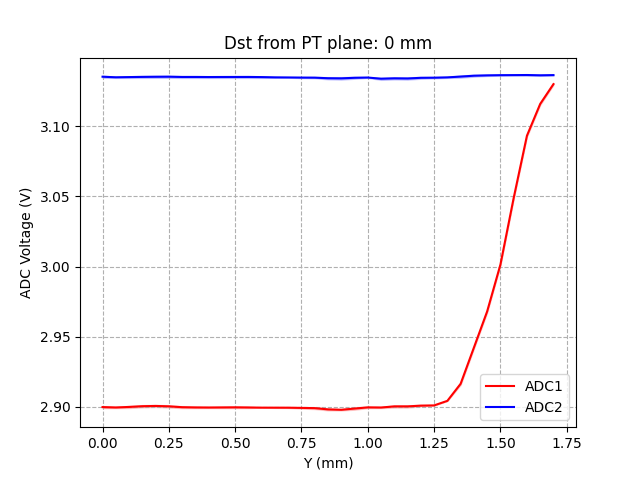 Dst from PT plane: 0 mm
ADC Voltage (V)
3.10
3.05
3.00
2.95
2.90
0.00 0.25 0.50 0.75 1.00 1.25 1.50 1.75
Y (mm)
ADC1
ADC2